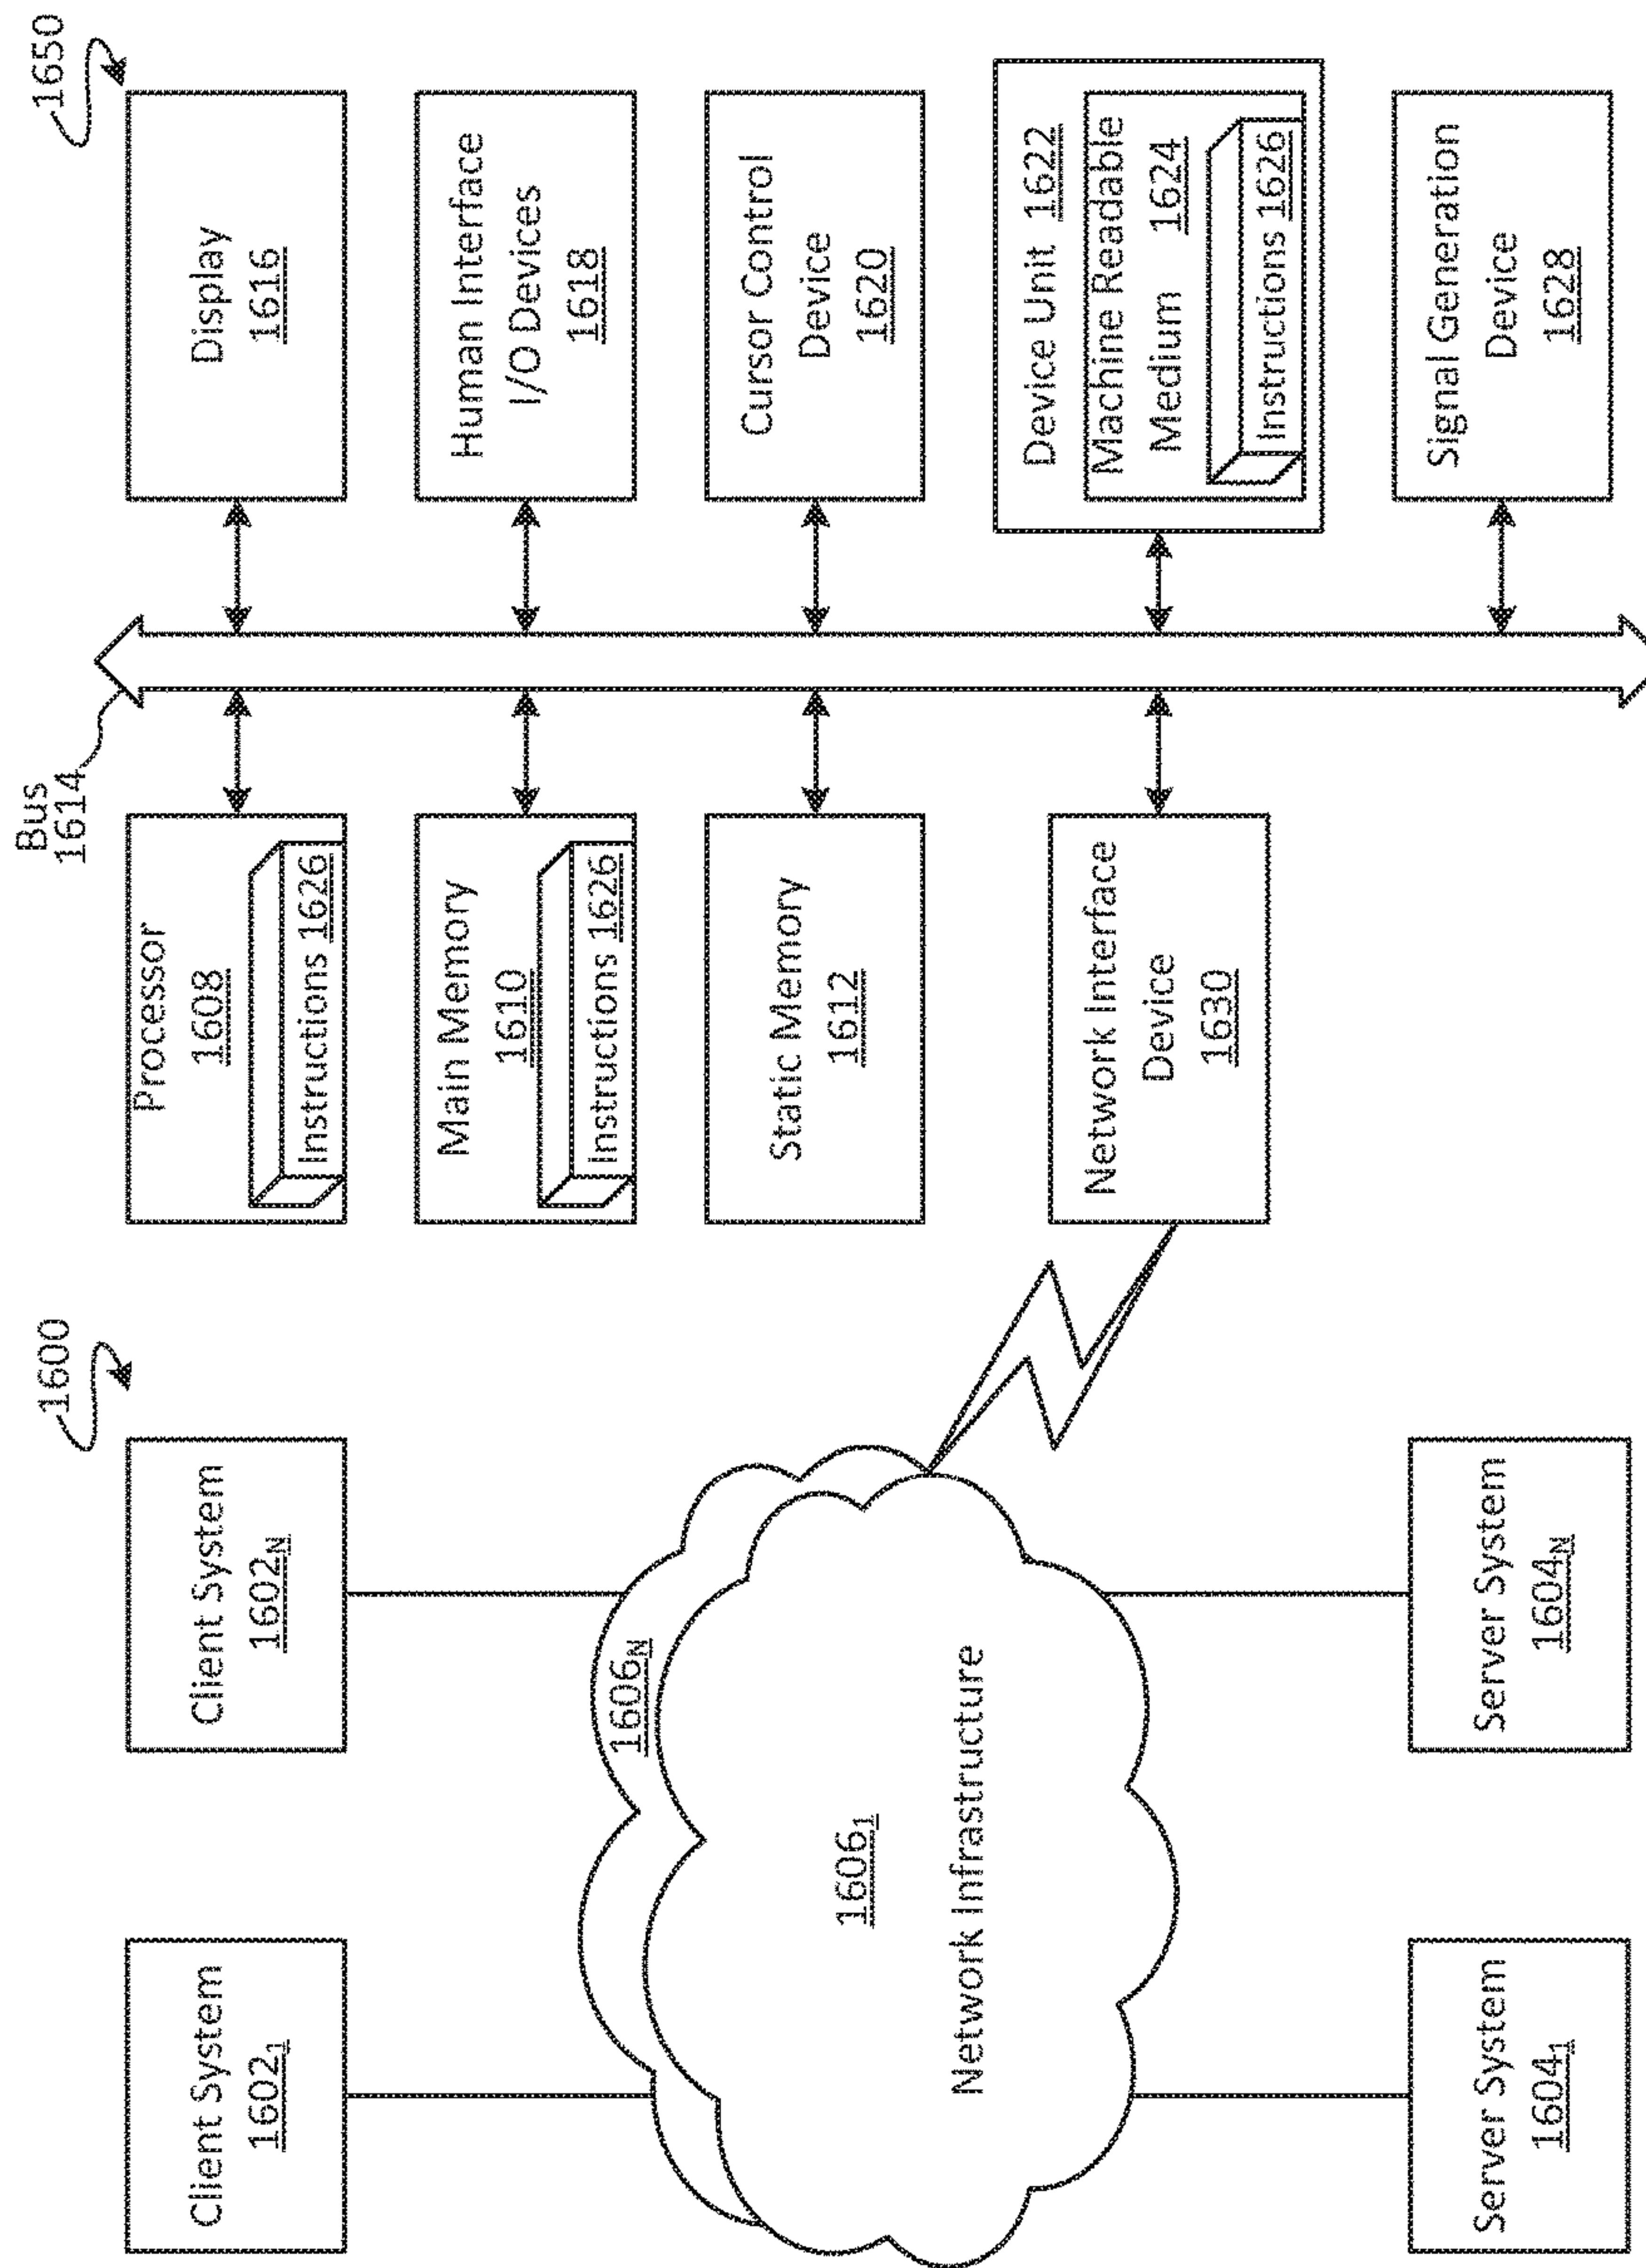 1600
Client System
1602₁
Client System
1602N
1606N
1606₁
Network Infrastructure
Server System
1604₁
Server System
1604N
1650
Bus
1614
Processor
1608
Instructions 1626
Main Memory
1610
Instructions 1626
Static Memory
1612
Network Interface
Device
1630
Display
1616
Human Interface
I/O Devices
1618
Cursor Control
Device
1620
Device Unit 1622
Machine Readable
Medium 1624
Instructions 1626
Signal Generation
Device
1628